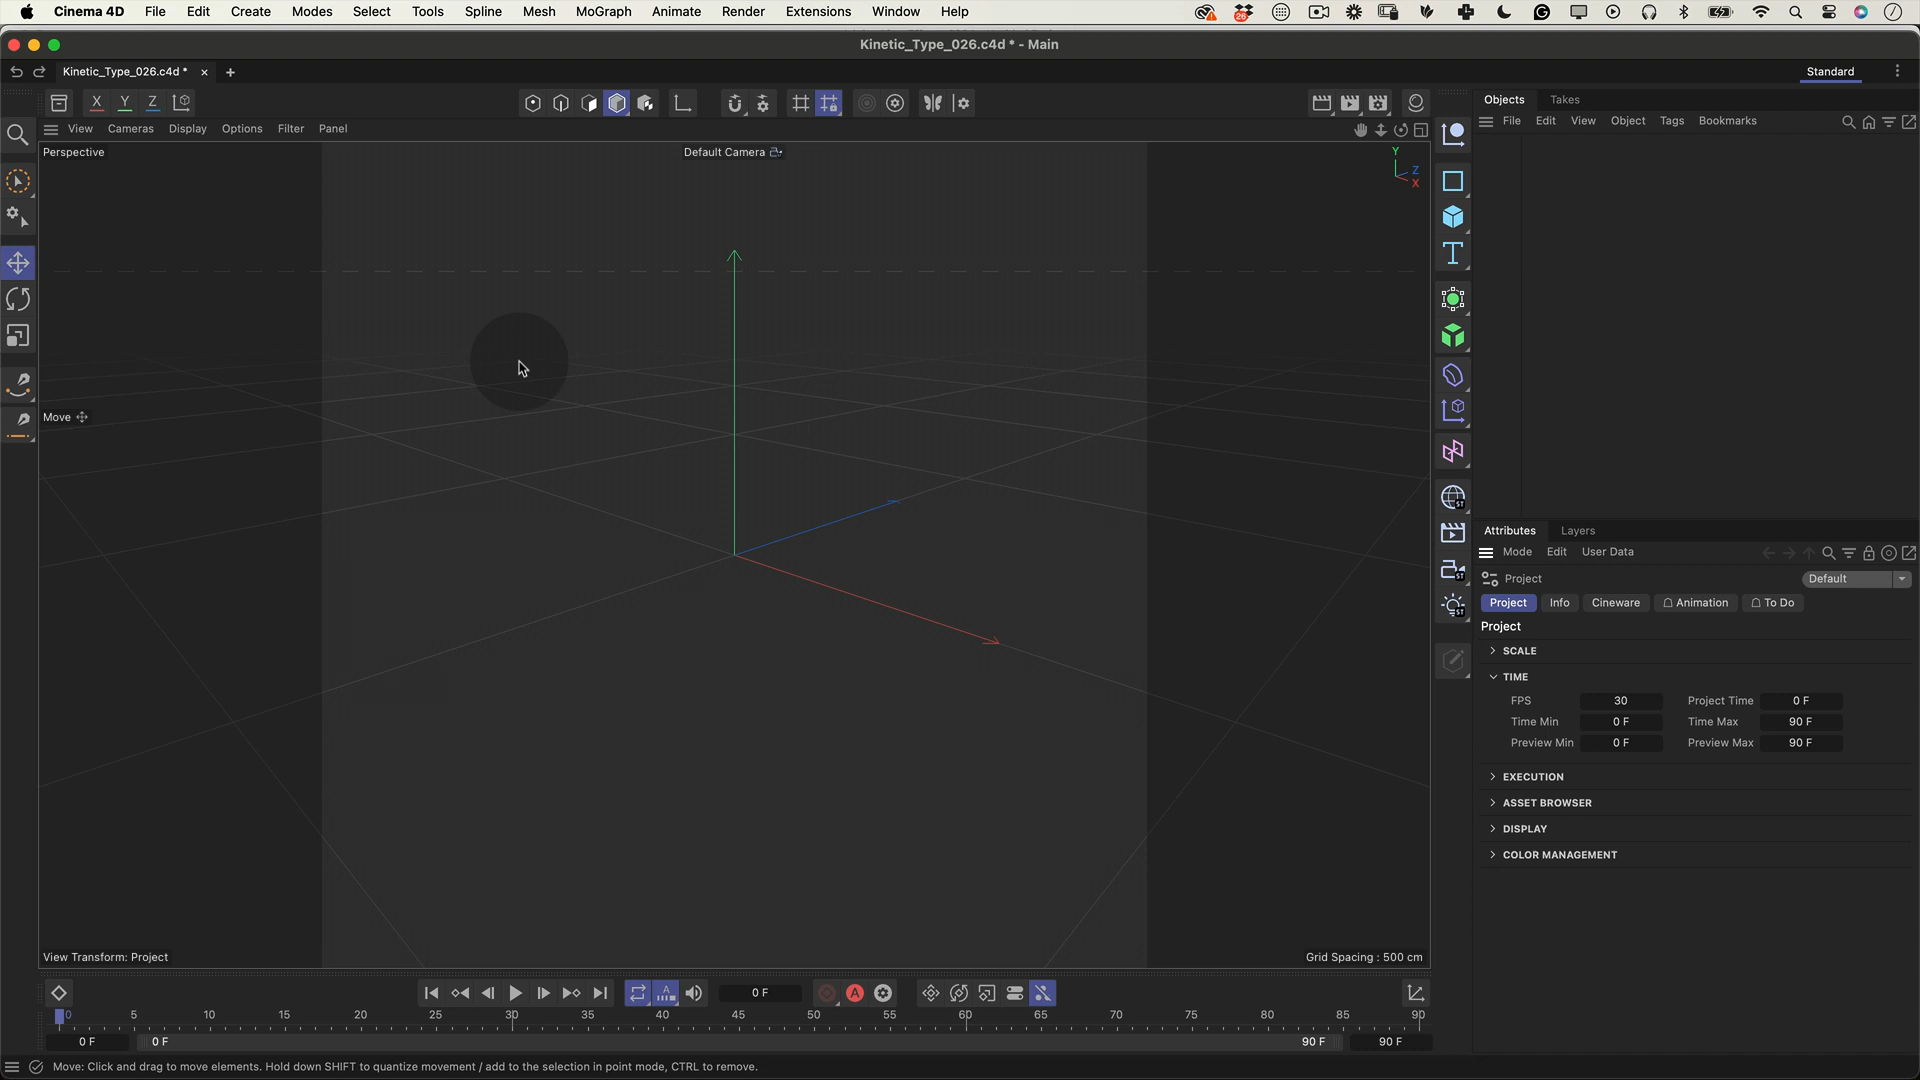 Cinema 4D File Edit Create Modes Select Tools Spline Mesh MoGraph Animate Render Extensions Window Help
26
Kinetic_Type_026.c4d * - Main
Kinetic_Type_026.c4d * × +
Standard
X Y Z
Objects Takes
File Edit View Object Tags Bookmarks
View Cameras Display Options Filter Panel
Perspective
Default Camera
Y
Z
X
Move
ST
ST
ST
Attributes Layers
Mode Edit User Data
Project
Default
Project Info Cineware Animation To Do
Project
SCALE
TIME
FPS 30 Project Time 0 F
Time Min 0 F Time Max 90 F
Preview Min 0 F Preview Max 90 F
EXECUTION
ASSET BROWSER
DISPLAY
COLOR MANAGEMENT
View Transform: Project
Grid Spacing : 500 cm
A
0 F
A
0 5 10 15 20 25 30 35 40 45 50 55 60 65 70 75 80 85 90
0 F 0 F 90 F 90 F
Move: Click and drag to move elements. Hold down SHIFT to quantize movement / add to the selection in point mode, CTRL to remove.